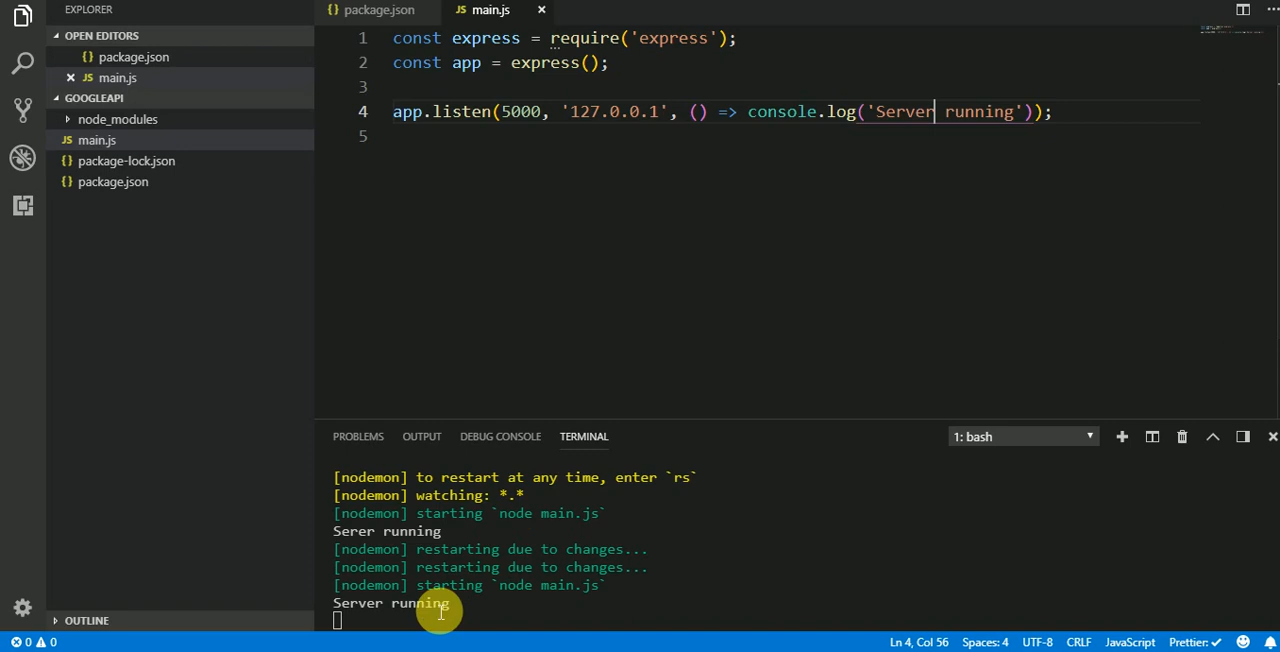 EXPLORER
OPEN EDITORS
{} package.json
JS main.js
GOOGLEAPI
node_modules
JS main.js
{} package-lock.json
{} package.json
OUTLINE
{} package.json
JS main.js
1 const express = require('express');
2 const app = express();
3
4 app.listen(5000, '127.0.0.1', () => console.log('Server running'));
5
PROBLEMS OUTPUT DEBUG CONSOLE TERMINAL 1: bash
[nodemon] to restart at any time, enter `rs`
[nodemon] watching: *.*
[nodemon] starting `node main.js`
Serer running
[nodemon] restarting due to changes...
[nodemon] restarting due to changes...
[nodemon] starting `node main.js`
Server running
0 0 Ln 4, Col 56 Spaces: 4 UTF-8 CRLF JavaScript Prettier: ✓